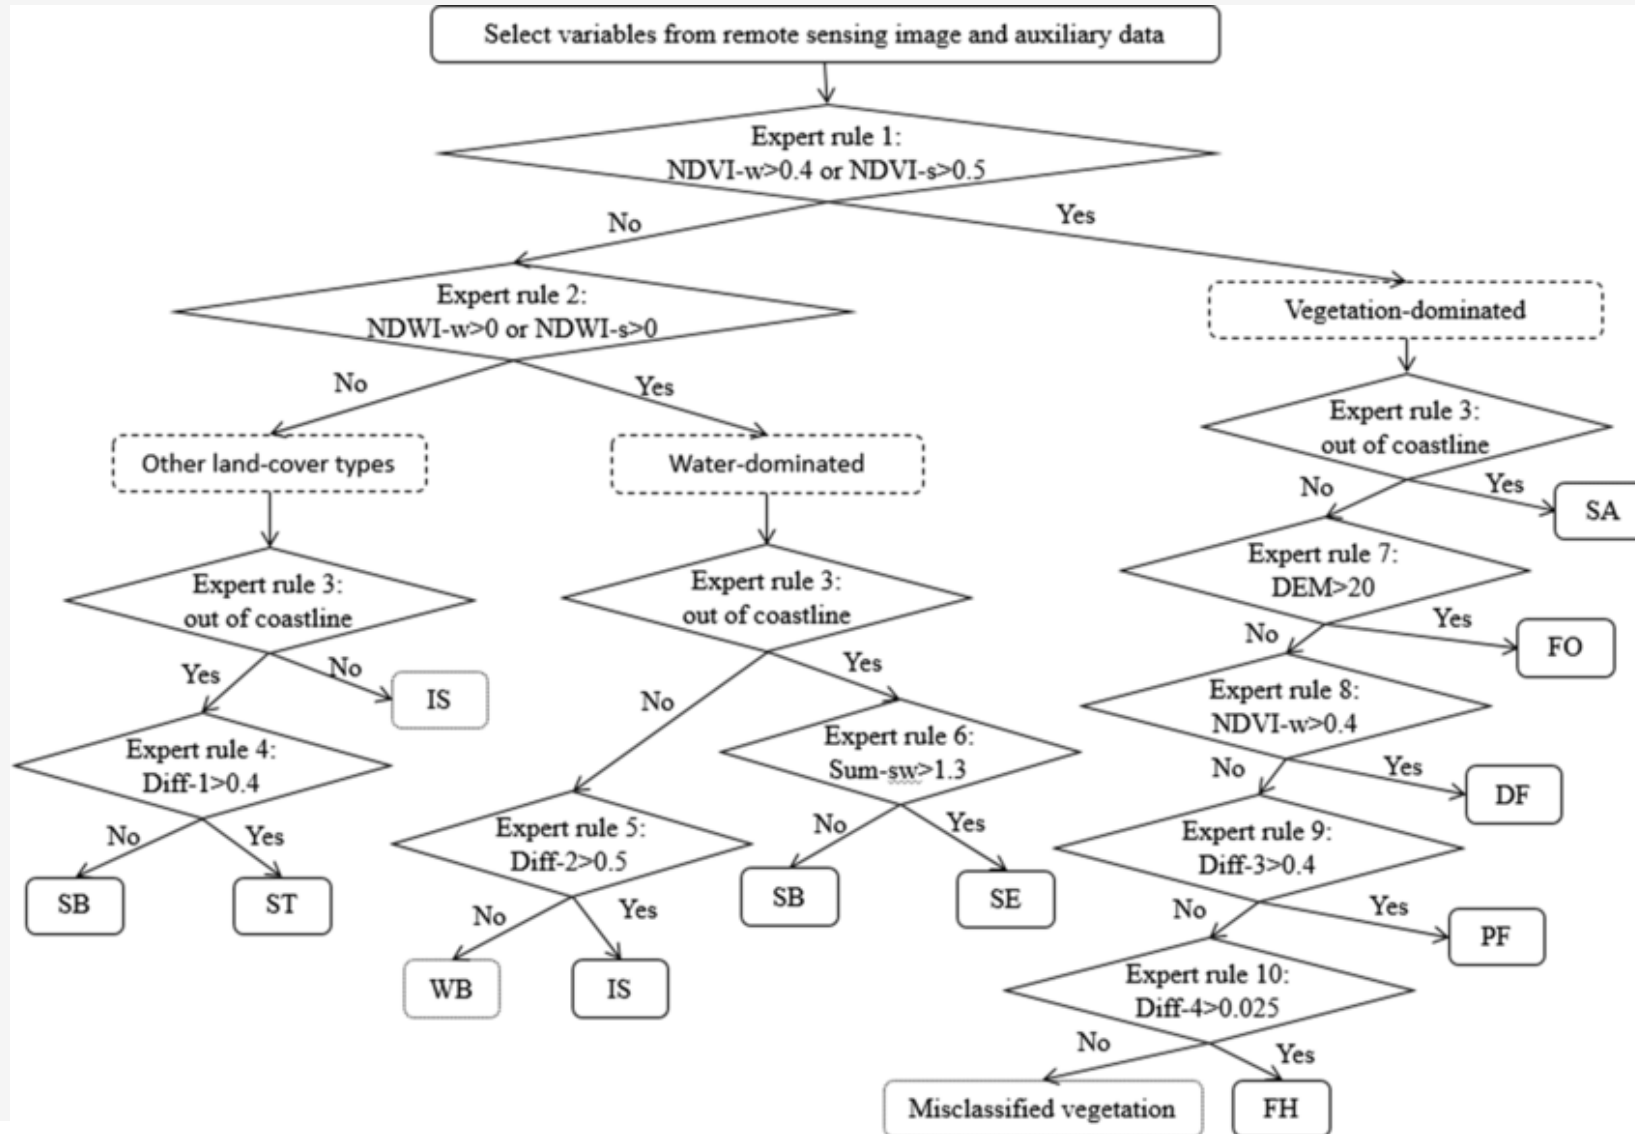 Select variables from remote sensing image and auxiliary data
Expert rule 1:
NDVI-w>0.4 or NDVI-s>0.5
No
Yes
Expert rule 2:
NDWI-w>0 or NDWI-s>0
Vegetation-dominated
No
Yes
Expert rule 3:
out of coastline
Other land-cover types
Water-dominated
No
Yes
SA
Expert rule 3:
out of coastline
Expert rule 3:
out of coastline
Expert rule 7:
DEM>20
No
Yes
FO
Yes
No
IS
No
Yes
Expert rule 8:
NDVI-w>0.4
Expert rule 4:
Diff-1>0.4
Expert rule 6:
Sum-sw>1.3
No
Yes
DF
No
Yes
Expert rule 5:
Diff-2>0.5
No
Yes
Expert rule 9:
Diff-3>0.4
SB
ST
SB
SE
No
Yes
PF
No
Yes
WB
IS
Expert rule 10:
Diff-4>0.025
No
Yes
Misclassified vegetation
FH